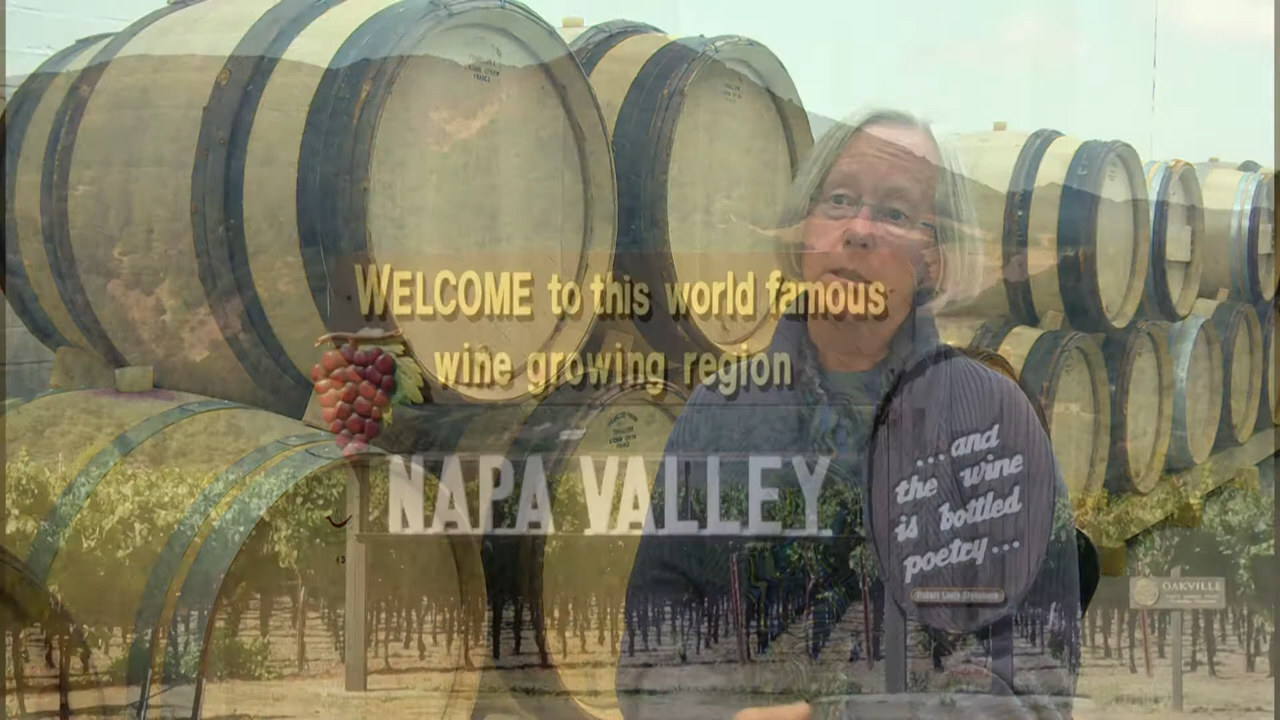 WELCOME to this world famous
wine growing region
NAPA VALLEY
...and
the wine
is bottled
poetry...
OAKVILLE